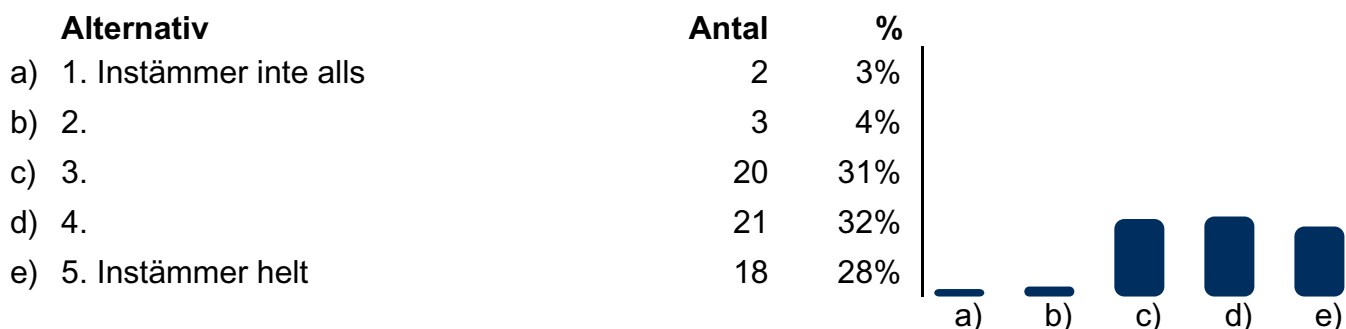 Alternativ Antal %
a) 1. Instämmer inte alls 2 3%
b) 2. 3 4%
c) 3. 20 31%
d) 4. 21 32%
e) 5. Instämmer helt 18 28%
a) b) c) d) e)